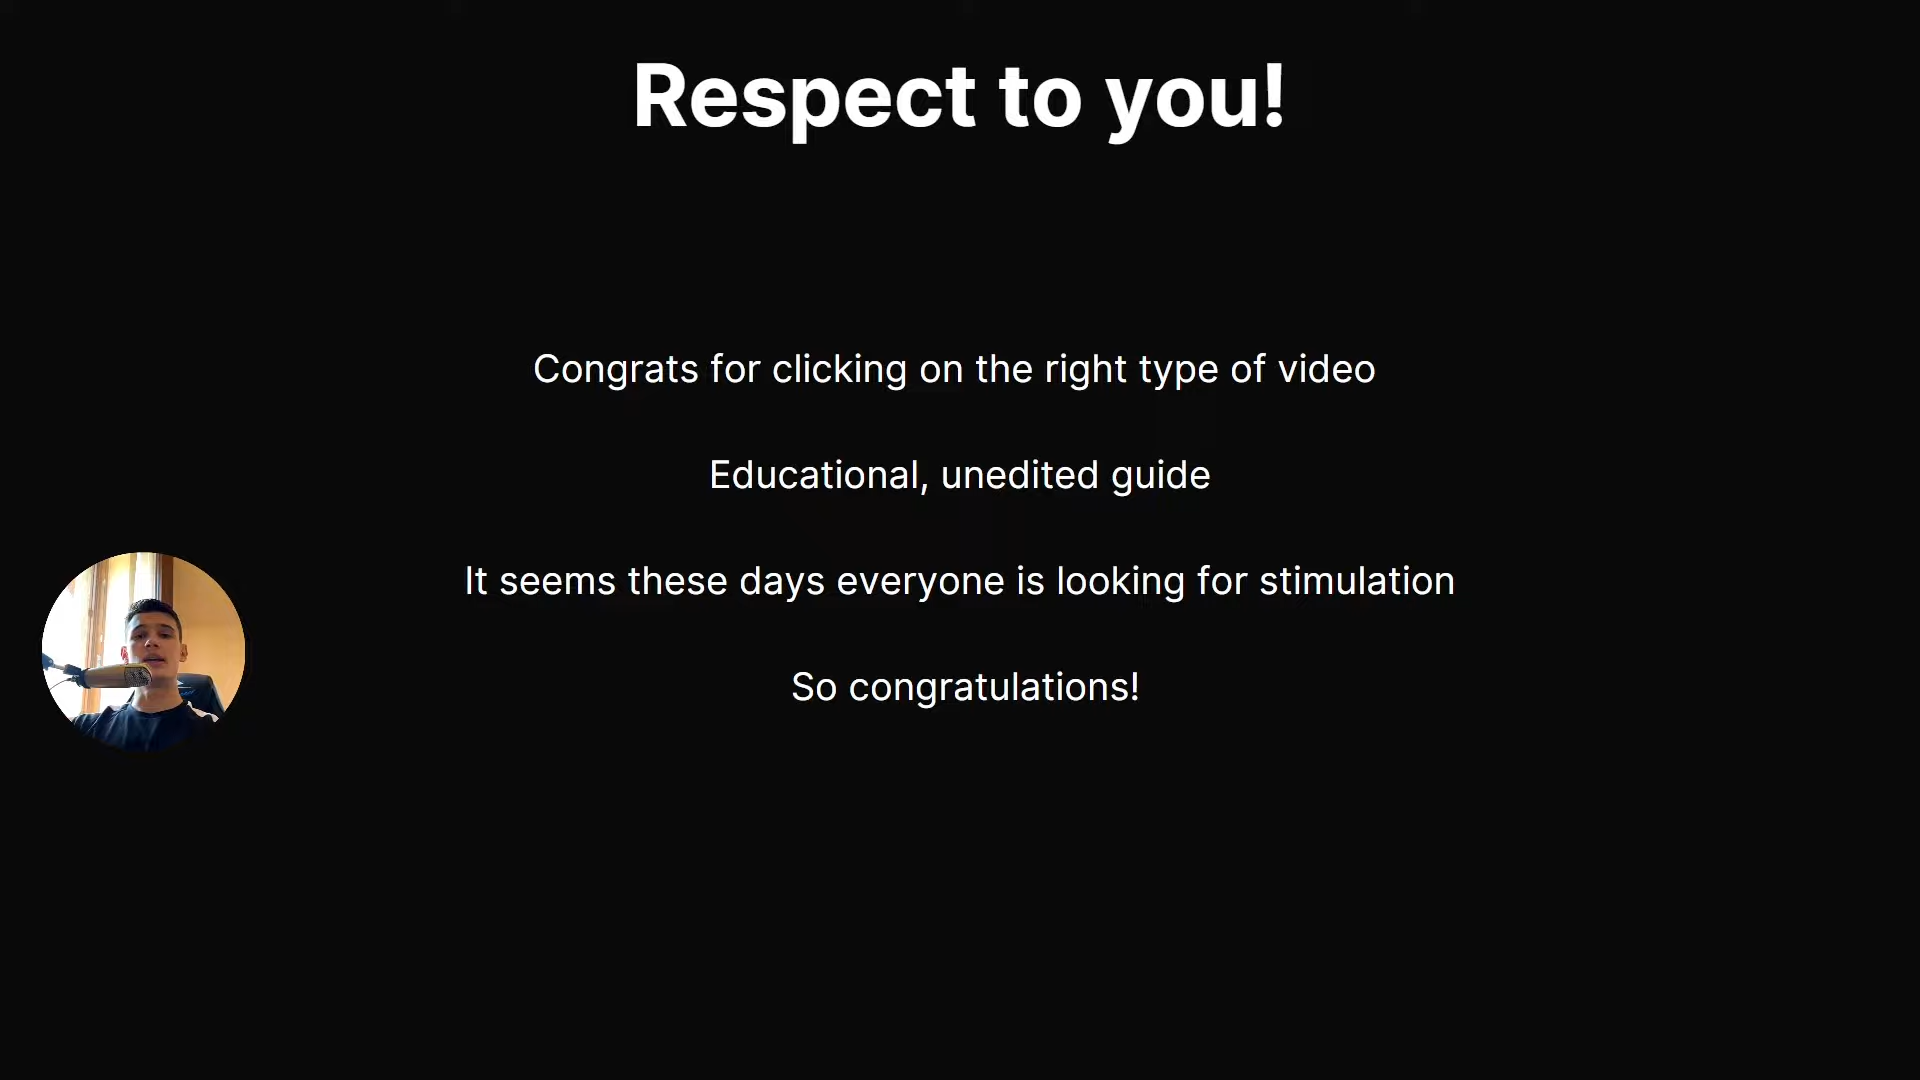 Respect to you!
Congrats for clicking on the right type of video
Educational, unedited guide
It seems these days everyone is looking for stimulation
So congratulations!